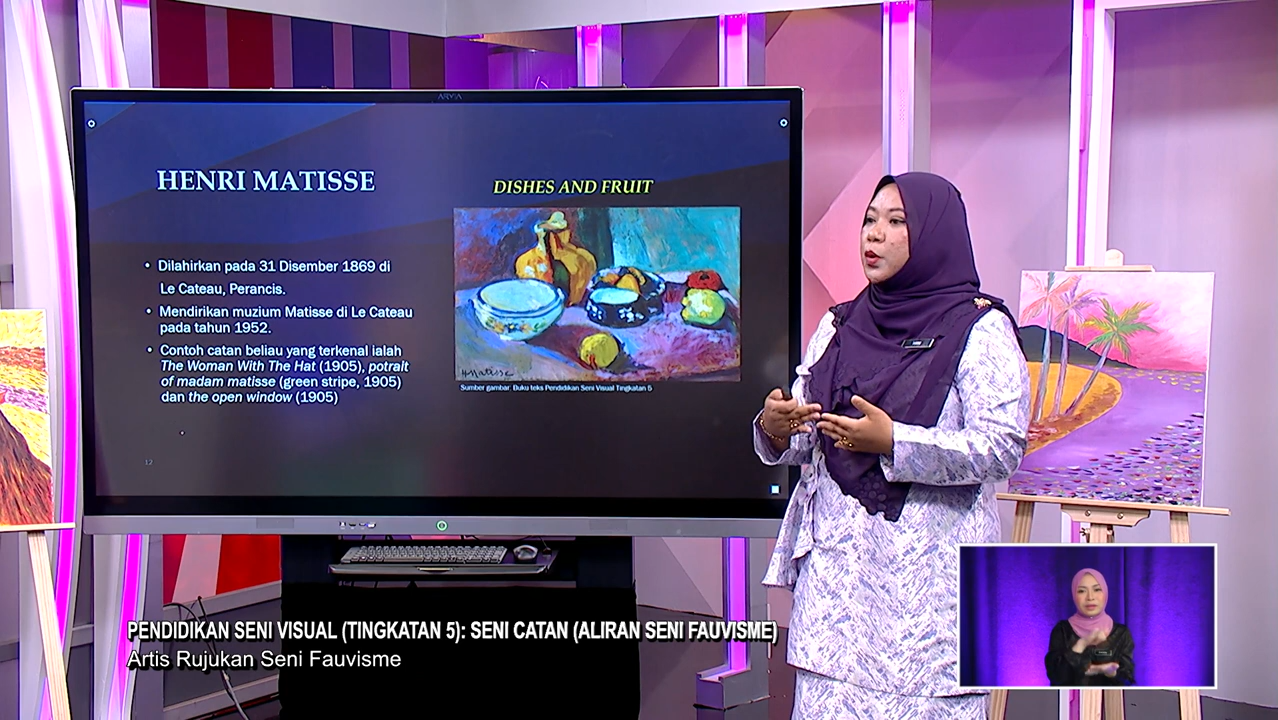 ARVIA
HENRI MATISSE
DISHES AND FRUIT
• Dilahirkan pada 31 Disember 1869 di
Le Cateau, Perancis.
• Mendirikan muzium Matisse di Le Cateau
pada tahun 1952.
• Contoh catan beliau yang terkenal ialah
The Woman With The Hat (1905), potrait
of madam matisse (green stripe, 1905)
dan the open window (1905)
Henri Matisse
Sumber gambar: Buku teks Pendidikan Seni Visual Tingkatan 5
12
PENDIDIKAN SENI VISUAL (TINGKATAN 5): SENI CATAN (ALIRAN SENI FAUVISME)
Artis Rujukan Seni Fauvisme